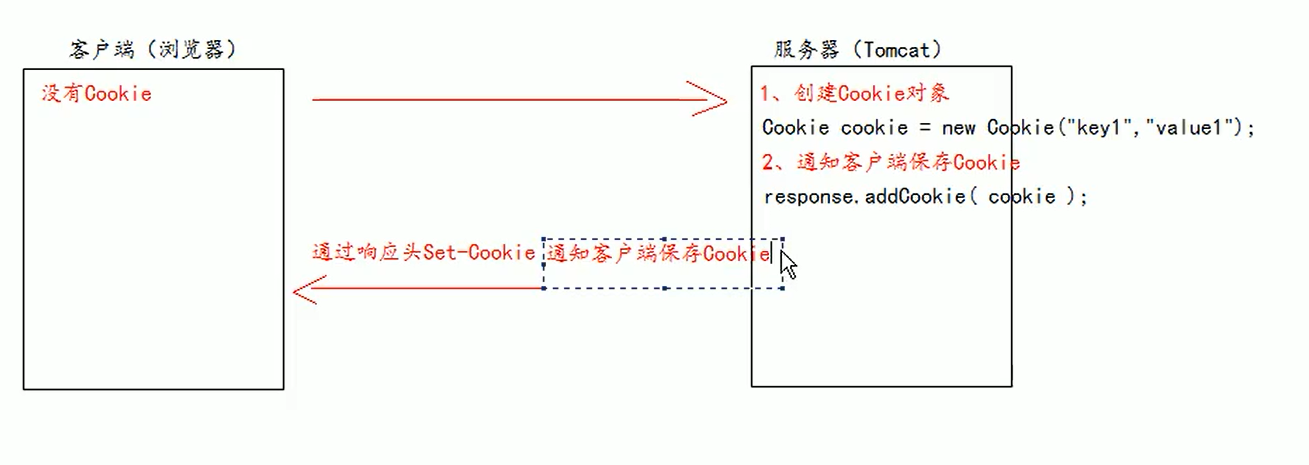 客户端（浏览器）
没有Cookie
服务器（Tomcat）
1、创建Cookie对象
Cookie cookie = new Cookie("key1","value1");
2、通知客户端保存Cookie
response.addCookie( cookie );
通过响应头Set-Cookie 通知客户端保存Cookie